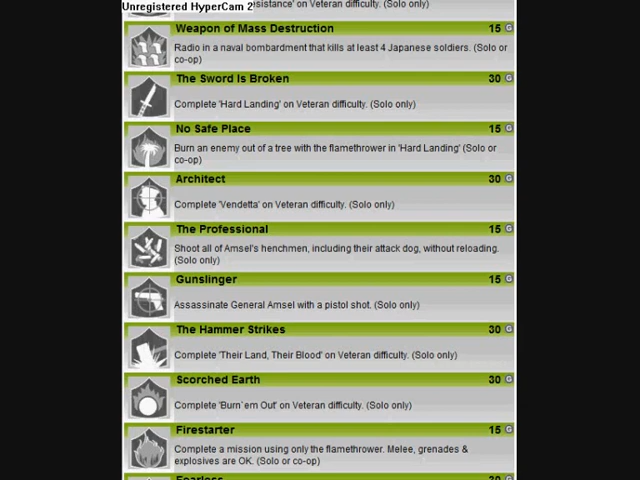 Unregistered HyperCam 2
esistance' on Veteran difficulty. (Solo only)
Weapon of Mass Destruction 15 G
Radio in a naval bombardment that kills at least 4 Japanese soldiers. (Solo or
co-op)
The Sword Is Broken 30 G
Complete 'Hard Landing' on Veteran difficulty. (Solo only)
No Safe Place 15 G
Burn an enemy out of a tree with the flamethrower in 'Hard Landing' (Solo or
co-op)
Architect 30 G
Complete 'Vendetta' on Veteran difficulty. (Solo only)
The Professional 15 G
Shoot all of Amsel's henchmen, including their attack dog, without reloading.
(Solo only)
Gunslinger 15 G
Assassinate General Amsel with a pistol shot. (Solo only)
The Hammer Strikes 30 G
Complete 'Their Land, Their Blood' on Veteran difficulty. (Solo only)
Scorched Earth 30 G
Complete 'Burn`em Out' on Veteran difficulty. (Solo only)
Firestarter 15 G
Complete a mission using only the flamethrower. Melee, grenades &
explosives are OK. (Solo or co-op)
Fearless 30